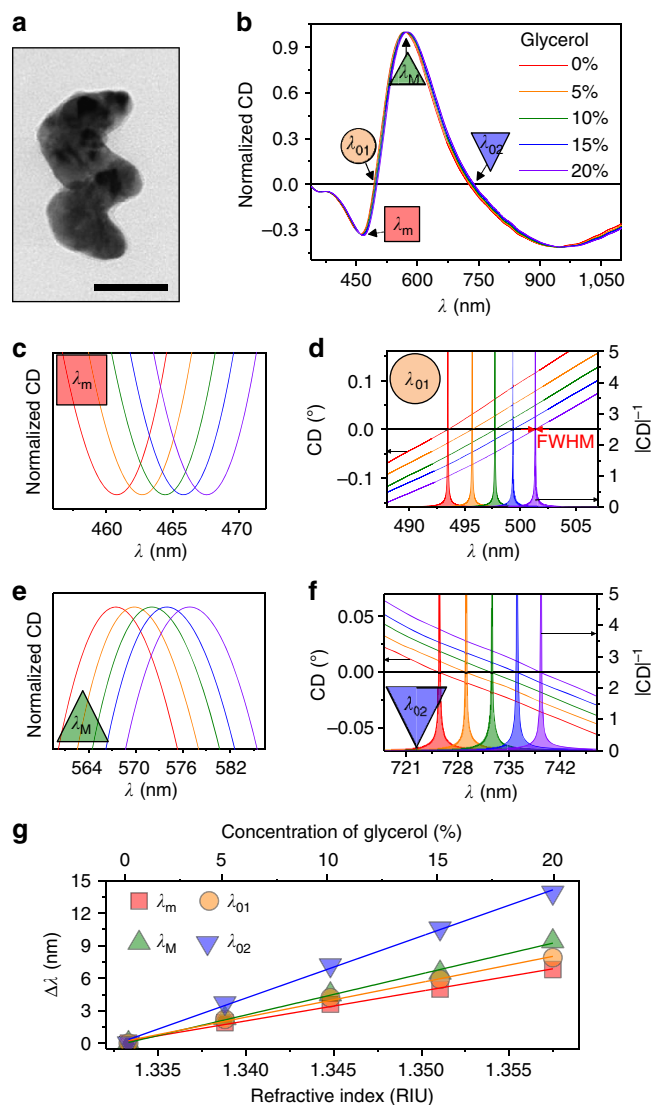 a
b
Normalized CD
0.9
0.6
0.3
0.0
−0.3
λM
λ01
λ02
λm
Glycerol
0%
5%
10%
15%
20%
450 600 750 900 1,050
λ (nm)
c
λm
Normalized CD
460 465 470
λ (nm)
d
λ01
CD (°)
0.1
0.0
−0.1
FWHM
5
4
3
2
1
0
|CD|⁻¹
490 495 500 505
λ (nm)
e
Normalized CD
λM
564 570 576 582
λ (nm)
f
CD (°)
0.05
0.00
−0.05
λ02
5
4
3
2
1
0
|CD|⁻¹
721 728 735 742
λ (nm)
g
Concentration of glycerol (%)
0 5 10 15 20
15
12
9
6
3
0
Δλ (nm)
λm λ01
λM λ02
1.335 1.340 1.345 1.350 1.355
Refractive index (RIU)